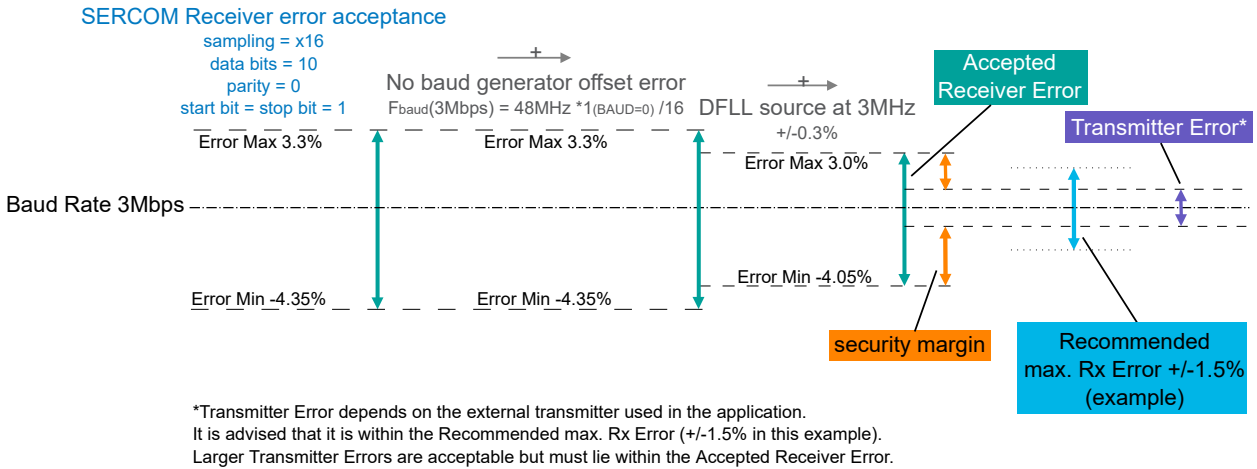 SERCOM Receiver error acceptance
sampling = x16
data bits = 10
parity = 0
start bit = stop bit = 1
+
No baud generator offset error
Fbaud(3Mbps) = 48MHz *1(BAUD=0) /16
+
DFLL source at 3MHz
+/-0.3%
Accepted
Receiver Error
Transmitter Error*
Error Max 3.3%
Error Max 3.3%
Error Max 3.0%
Baud Rate 3Mbps
Error Min -4.35%
Error Min -4.35%
Error Min -4.05%
security margin
Recommended
max. Rx Error +/-1.5%
(example)
*Transmitter Error depends on the external transmitter used in the application.
It is advised that it is within the Recommended max. Rx Error (+/-1.5% in this example).
Larger Transmitter Errors are acceptable but must lie within the Accepted Receiver Error.